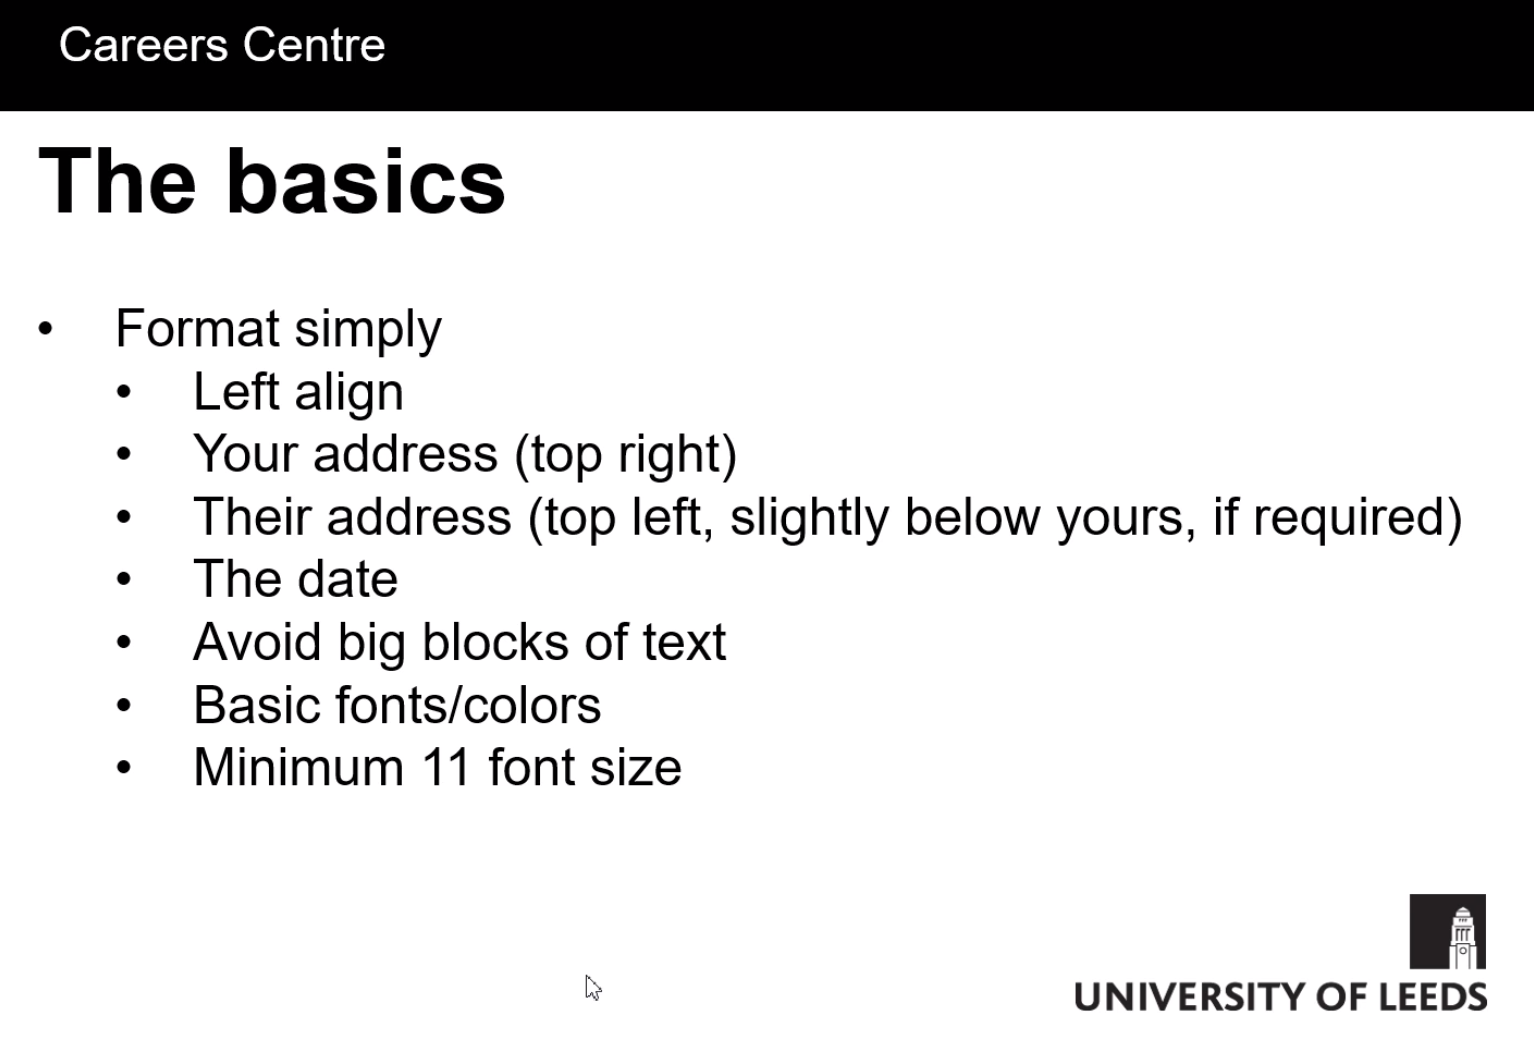 Careers Centre
The basics
• Format simply
• Left align
• Your address (top right)
• Their address (top left, slightly below yours, if required)
• The date
• Avoid big blocks of text
• Basic fonts/colors
• Minimum 11 font size
UNIVERSITY OF LEEDS